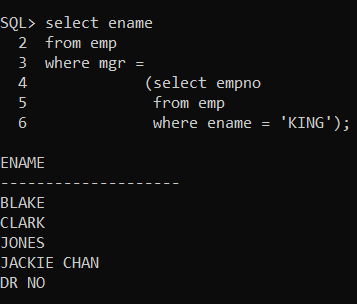 SQL> select ename
  2  from emp
  3  where mgr =
  4             (select empno
  5              from emp
  6              where ename = 'KING');
ENAME
--------------------
BLAKE
CLARK
JONES
JACKIE CHAN
DR NO